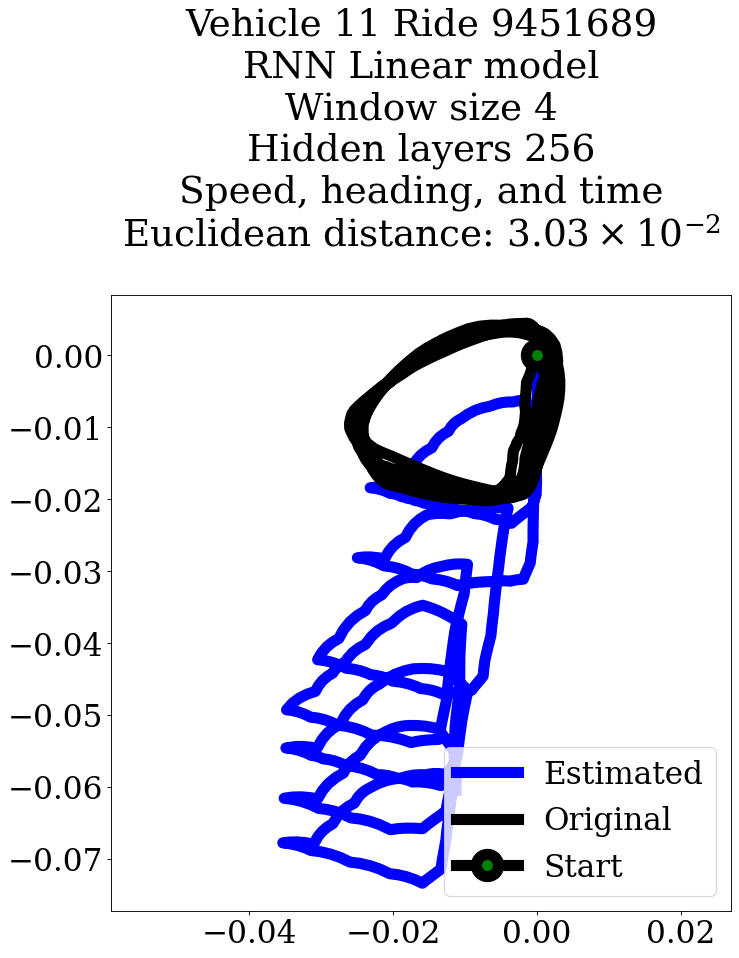 Vehicle 11 Ride 9451689
RNN Linear model
Window size 4
Hidden layers 256
Speed, heading, and time
Euclidean distance: 3.03 × 10⁻²
0.00
−0.01
−0.02
−0.03
−0.04
−0.05
−0.06
−0.07
Estimated
Original
Start
−0.04 −0.02 0.00 0.02